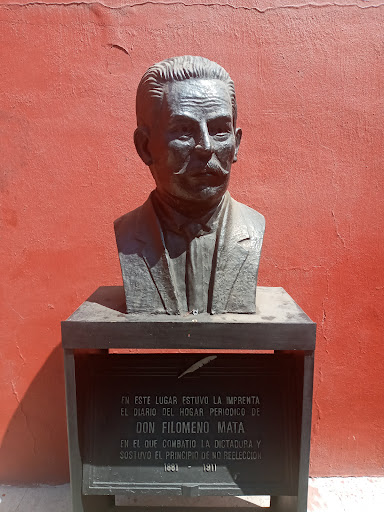 EN ESTE LUGAR ESTUVO LA IMPRENTA
EL DIARIO DEL HOGAR PERIODICO DE
DON FILOMENO MATA
EN EL QUE COMBATIO LA DICTADURA Y
SOSTUVO EL PRINCIPIO DE NO REELECCION
1881 - 1911